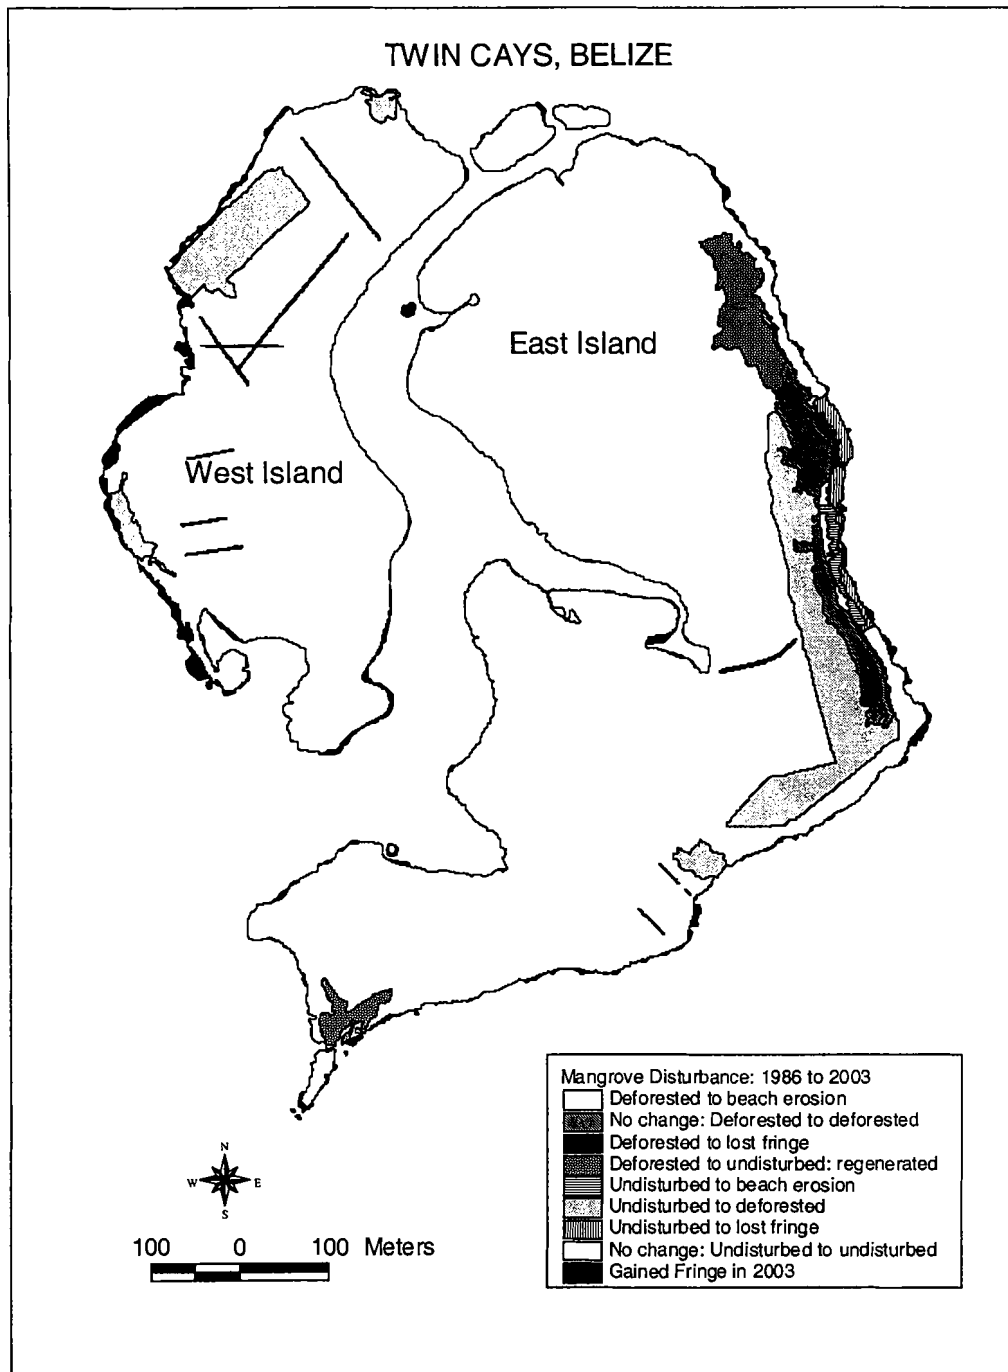 TWIN CAYS, BELIZE
East Island
West Island
Mangrove Disturbance: 1986 to 2003
Deforested to beach erosion
No change: Deforested to deforested
Deforested to lost fringe
Deforested to undisturbed: regenerated
Undisturbed to beach erosion
Undisturbed to deforested
Undisturbed to lost fringe
No change: Undisturbed to undisturbed
Gained Fringe in 2003
N
W E
S
100 0 100 Meters